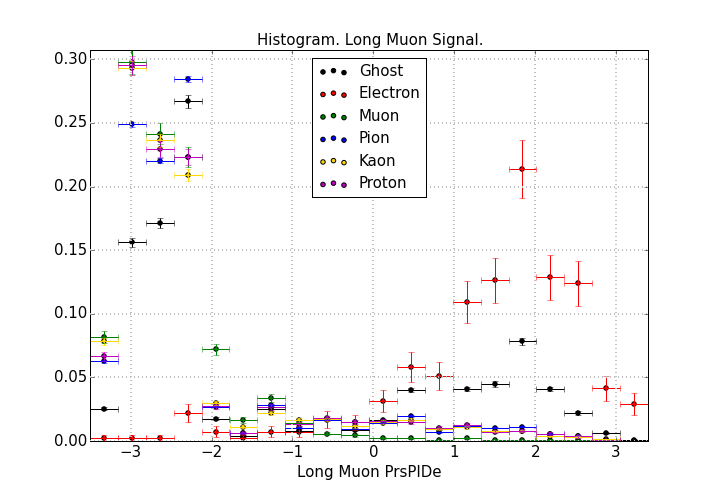 Histogram. Long Muon Signal.
0.30
0.25
0.20
0.15
0.10
0.05
0.00
Ghost
Electron
Muon
Pion
Kaon
Proton
−3 −2 −1 0 1 2 3
Long Muon PrsPIDe